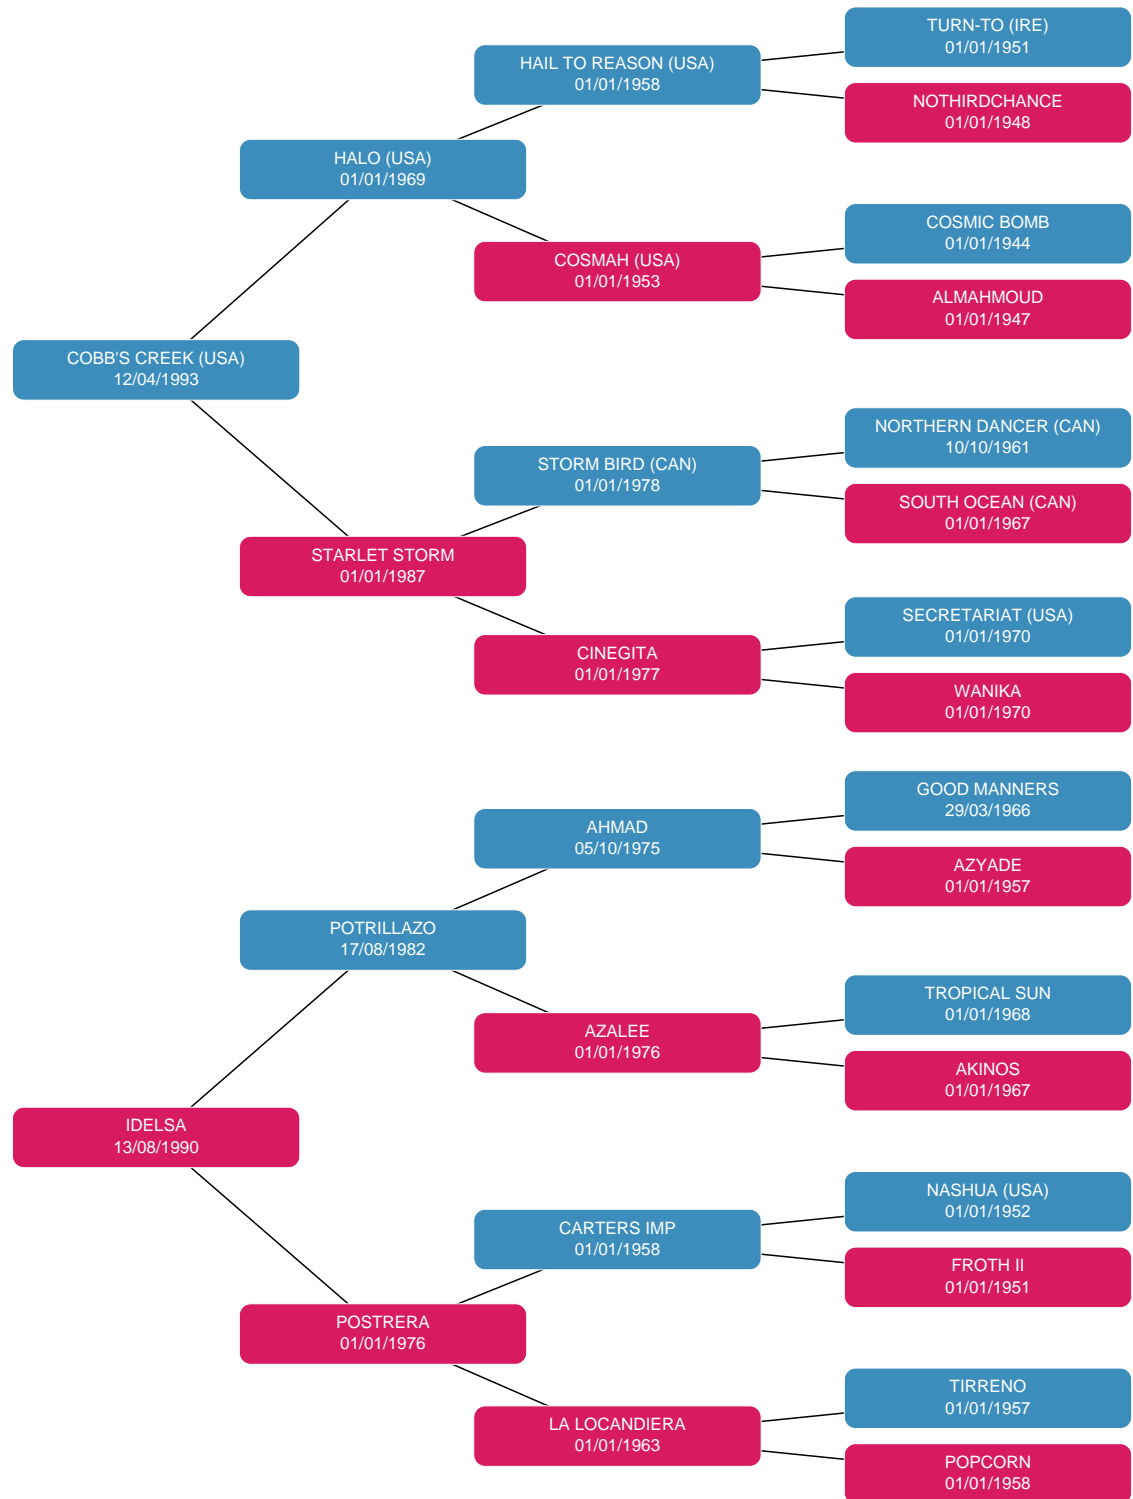 TURN-TO (IRE)
01/01/1951
HAIL TO REASON (USA)
01/01/1958
NOTHIRDCHANCE
01/01/1948
HALO (USA)
01/01/1969
COSMIC BOMB
01/01/1944
COSMAH (USA)
01/01/1953
ALMAHMOUD
01/01/1947
COBB'S CREEK (USA)
12/04/1993
NORTHERN DANCER (CAN)
10/10/1961
STORM BIRD (CAN)
01/01/1978
SOUTH OCEAN (CAN)
01/01/1967
STARLET STORM
01/01/1987
SECRETARIAT (USA)
01/01/1970
CINEGITA
01/01/1977
WANIKA
01/01/1970
GOOD MANNERS
29/03/1966
AHMAD
05/10/1975
AZYADE
01/01/1957
POTRILLAZO
17/08/1982
TROPICAL SUN
01/01/1968
AZALEE
01/01/1976
AKINOS
01/01/1967
IDELSA
13/08/1990
NASHUA (USA)
01/01/1952
CARTERS IMP
01/01/1958
FROTH II
01/01/1951
POSTRERA
01/01/1976
TIRRENO
01/01/1957
LA LOCANDIERA
01/01/1963
POPCORN
01/01/1958